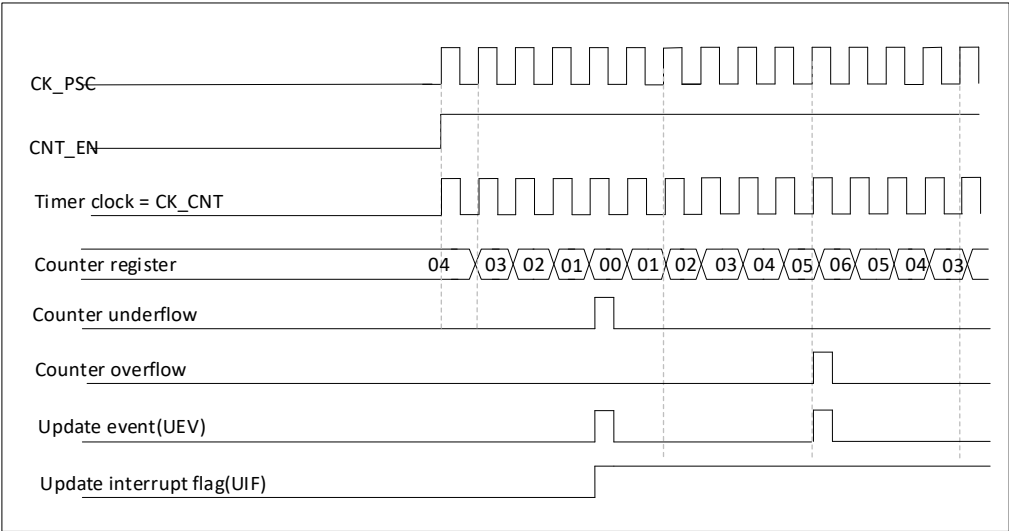 CK_PSC
CNT_EN
Timer clock = CK_CNT
Counter register 04 03 02 01 00 01 02 03 04 05 06 05 04 03
Counter underflow
Counter overflow
Update event(UEV)
Update interrupt flag(UIF)